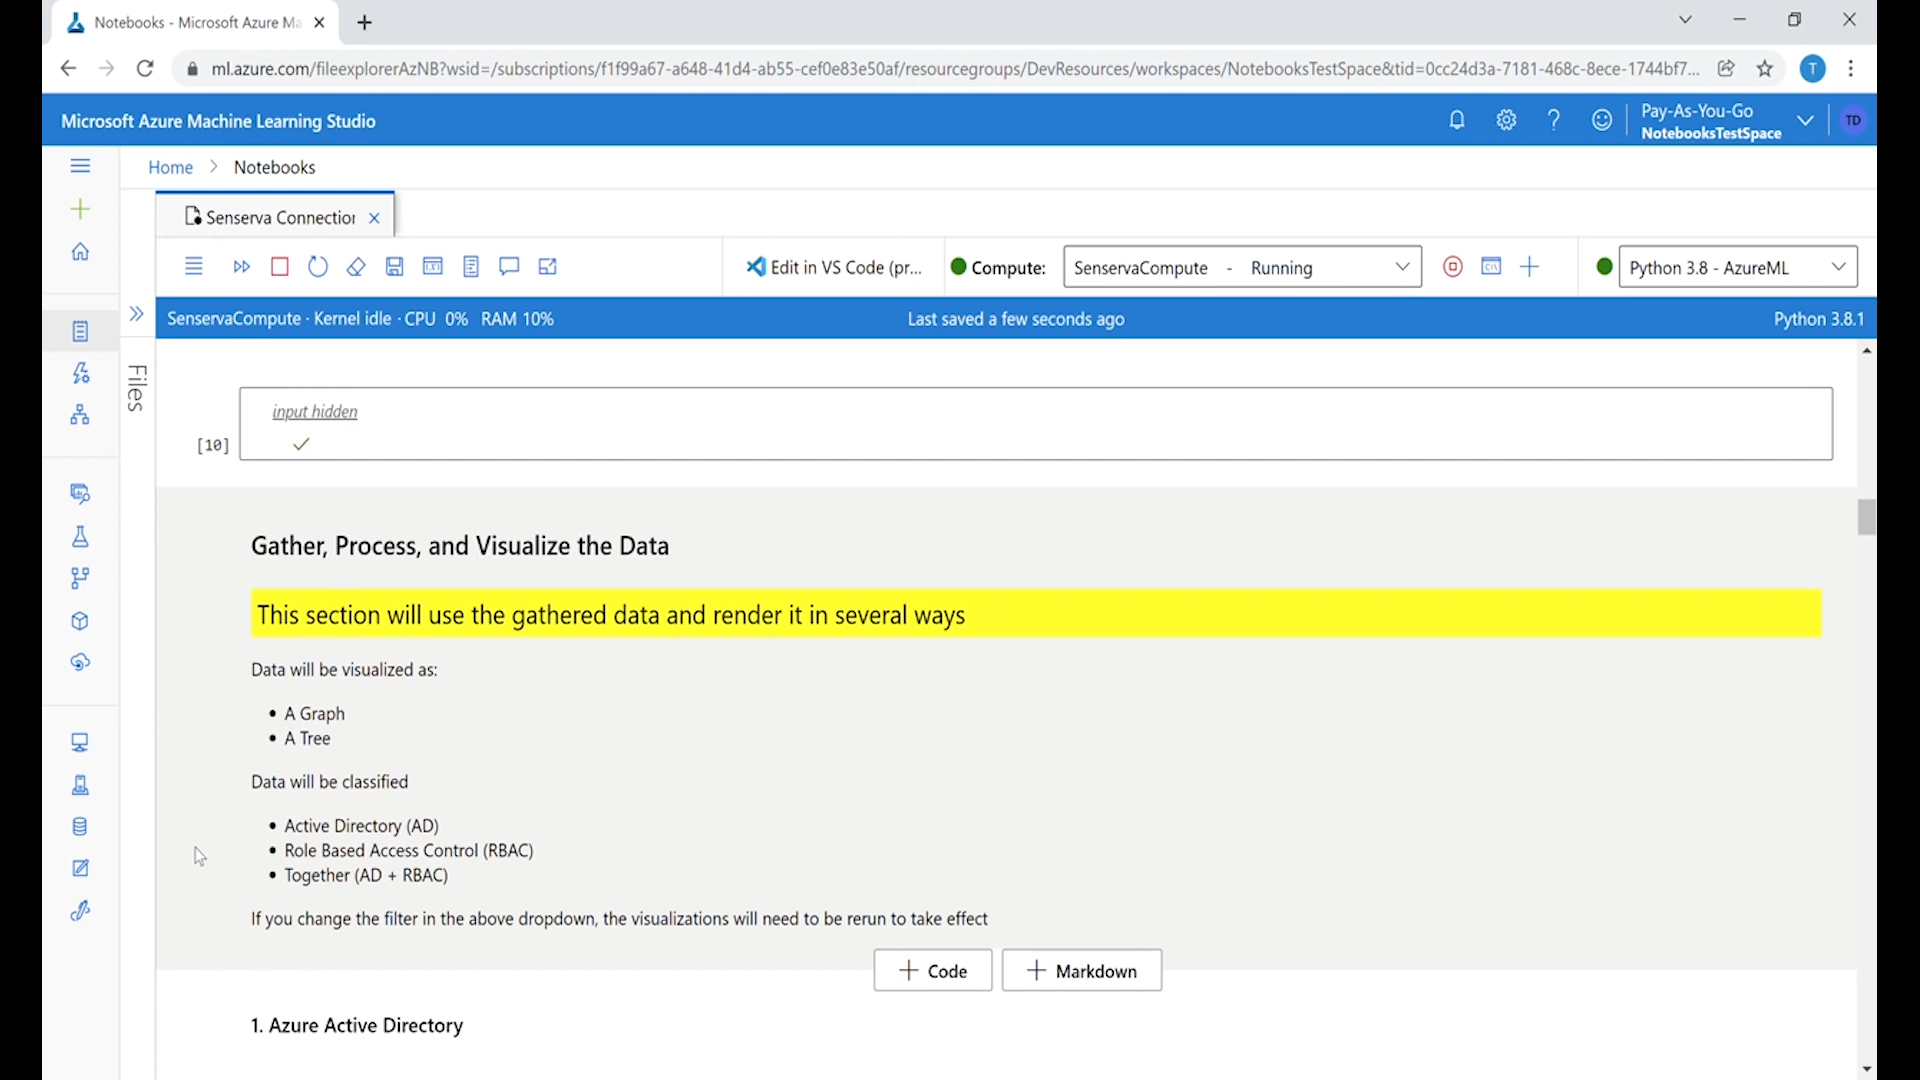 Notebooks - Microsoft Azure Ma
ml.azure.com/fileexplorerAzNB?wsid=/subscriptions/f1f99a67-a648-41d4-ab55-cef0e83e50af/resourcegroups/DevResources/workspaces/NotebooksTestSpace&tid=0cc24d3a-7181-468c-8ece-1744bf7...
T
Microsoft Azure Machine Learning Studio
Pay-As-You-Go
NotebooksTestSpace
TD
Home > Notebooks
Senserva Connection
Edit in VS Code (pr...
Compute:
SenservaCompute - Running
Python 3.8 - AzureML
SenservaCompute · Kernel idle · CPU 0% RAM 10%
Last saved a few seconds ago
Python 3.8.1
Files
input hidden
[10]
Gather, Process, and Visualize the Data
This section will use the gathered data and render it in several ways
Data will be visualized as:
• A Graph
• A Tree
Data will be classified
• Active Directory (AD)
• Role Based Access Control (RBAC)
• Together (AD + RBAC)
If you change the filter in the above dropdown, the visualizations will need to be rerun to take effect
+ Code
+ Markdown
1. Azure Active Directory